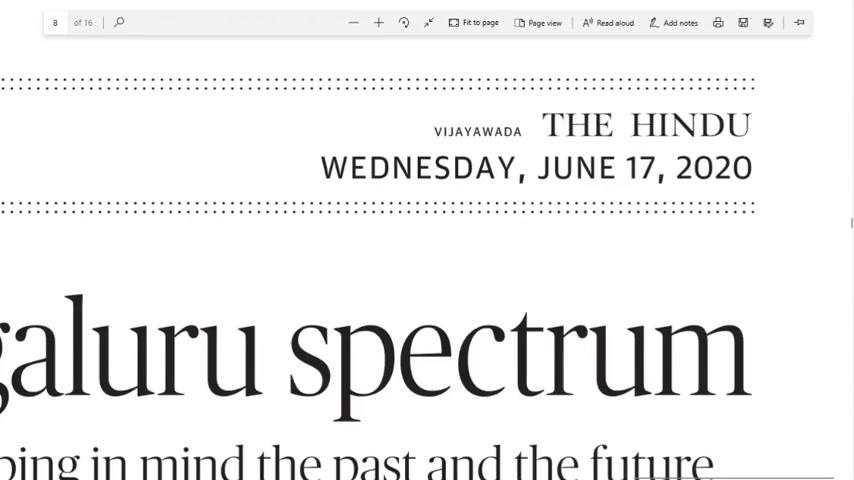 8 of 16 Fit to page Page view Read aloud Add notes
VIJAYAWADA THE HINDU
WEDNESDAY, JUNE 17, 2020
galuru spectrum
ping in mind the past and the future